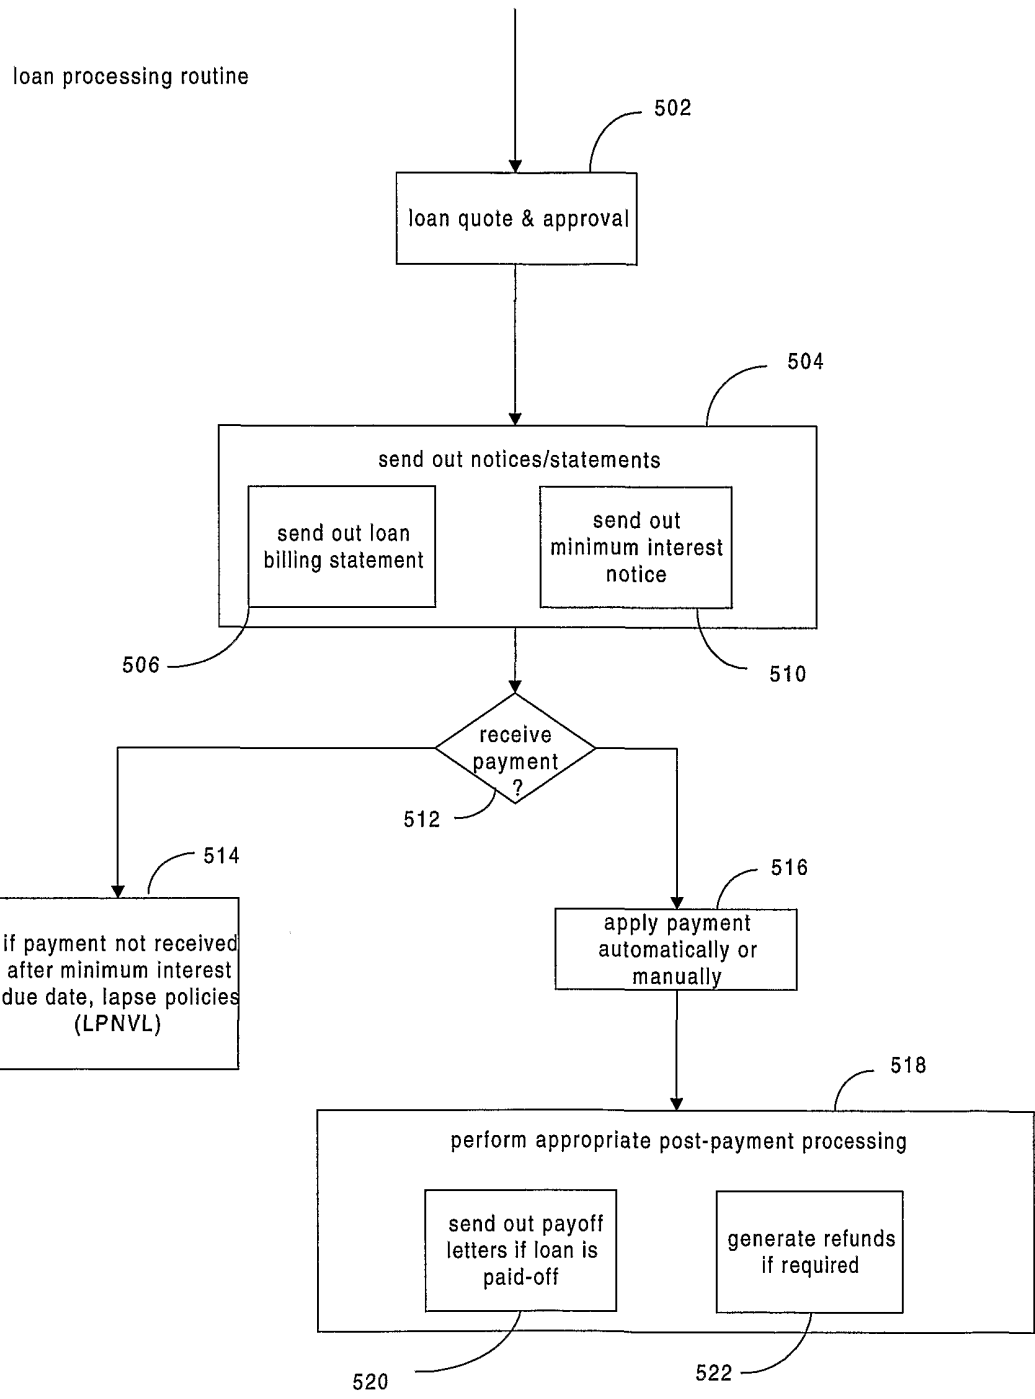 loan processing routine
502
loan quote & approval
504
send out notices/statements
send out loan
billing statement
send out
minimum interest
notice
506
510
receive
payment
?
512
514
516
if payment not received
after minimum interest
due date, lapse policies
(LPNVL)
apply payment
automatically or
manually
518
perform appropriate post-payment processing
send out payoff
letters if loan is
paid-off
generate refunds
if required
520
522